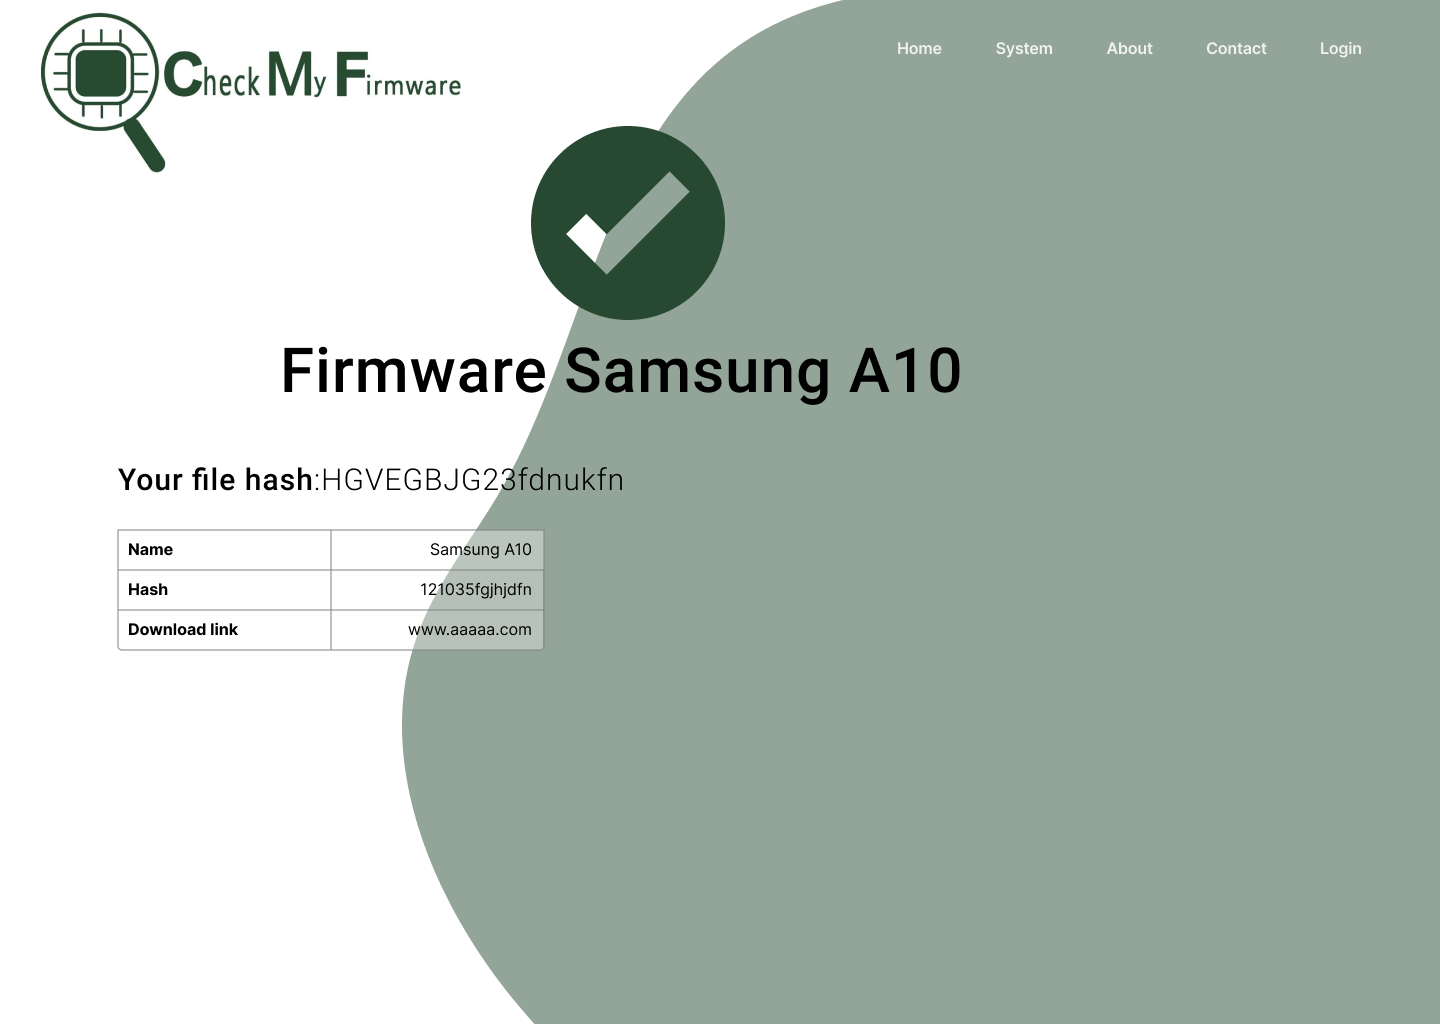 Check My Firmware
Home System About Contact Login
Firmware Samsung A10
Your file hash:HGVEGBJG23fdnukfn
Name Samsung A10
Hash 121035fgjhjdfn
Download link www.aaaaa.com